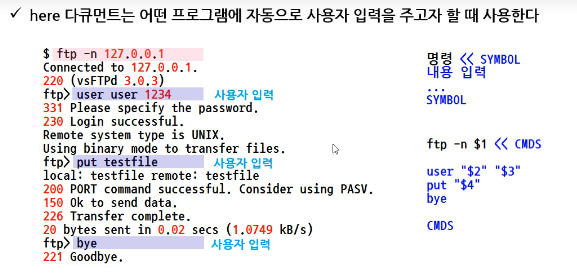 ✓ here 다큐먼트는 어떤 프로그램에 자동으로 사용자 입력을 주고자 할 때 사용한다
$ ftp -n 127.0.0.1
Connected to 127.0.0.1.
220 (vsFTPd 3.0.3)
ftp> user user 1234 사용자 입력
331 Please specify the password.
230 Login successful.
Remote system type is UNIX.
Using binary mode to transfer files.
ftp> put testfile 사용자 입력
local: testfile remote: testfile
200 PORT command successful. Consider using PASV.
150 Ok to send data.
226 Transfer complete.
20 bytes sent in 0.02 secs (1.0749 kB/s)
ftp> bye 사용자 입력
221 Goodbye.
명령 << SYMBOL
내용 입력
...
SYMBOL
ftp -n $1 << CMDS
user "$2" "$3"
put "$4"
bye
CMDS